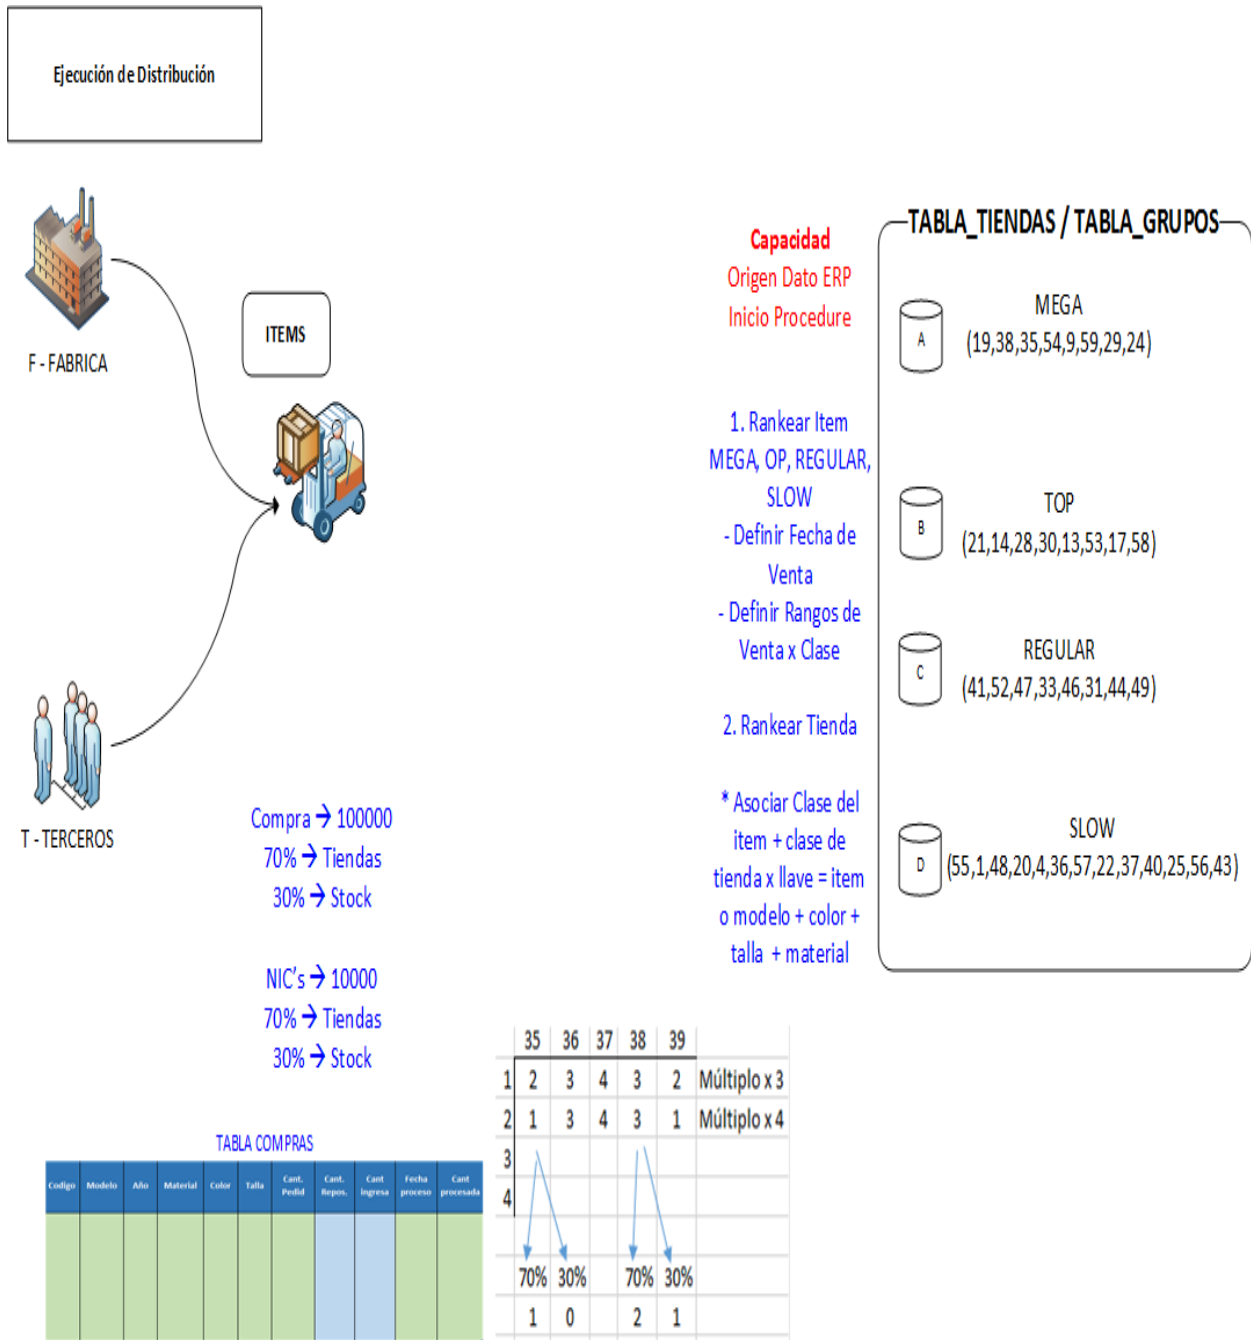 Ejecución de Distribución
F - FABRICA
ITEMS
T - TERCEROS
Compra → 100000
70% → Tiendas
30% → Stock
NIC's → 10000
70% → Tiendas
30% → Stock
Capacidad
Origen Dato ERP
Inicio Procedure
1. Rankear Item
MEGA, OP, REGULAR,
SLOW
- Definir Fecha de
Venta
- Definir Rangos de
Venta x Clase
2. Rankear Tienda
* Asociar Clase del
item + clase de
tienda x llave = item
o modelo + color +
talla + material
TABLA_TIENDAS / TABLA_GRUPOS
A
MEGA
(19,38,35,54,9,59,29,24)
B
TOP
(21,14,28,30,13,53,17,58)
C
REGULAR
(41,52,47,33,46,31,44,49)
D
SLOW
(55,1,48,20,4,36,57,22,37,40,25,56,43)
TABLA COMPRAS
Codigo Modelo Año Material Color Talla Cant. Pedid Cant. Repos. Cant ingresa Fecha proceso Cant procesada
35 36 37 38 39
1 2 3 4 3 2 Múltiplo x 3
2 1 3 4 3 1 Múltiplo x 4
3
4
70% 30% 70% 30%
1 0 2 1